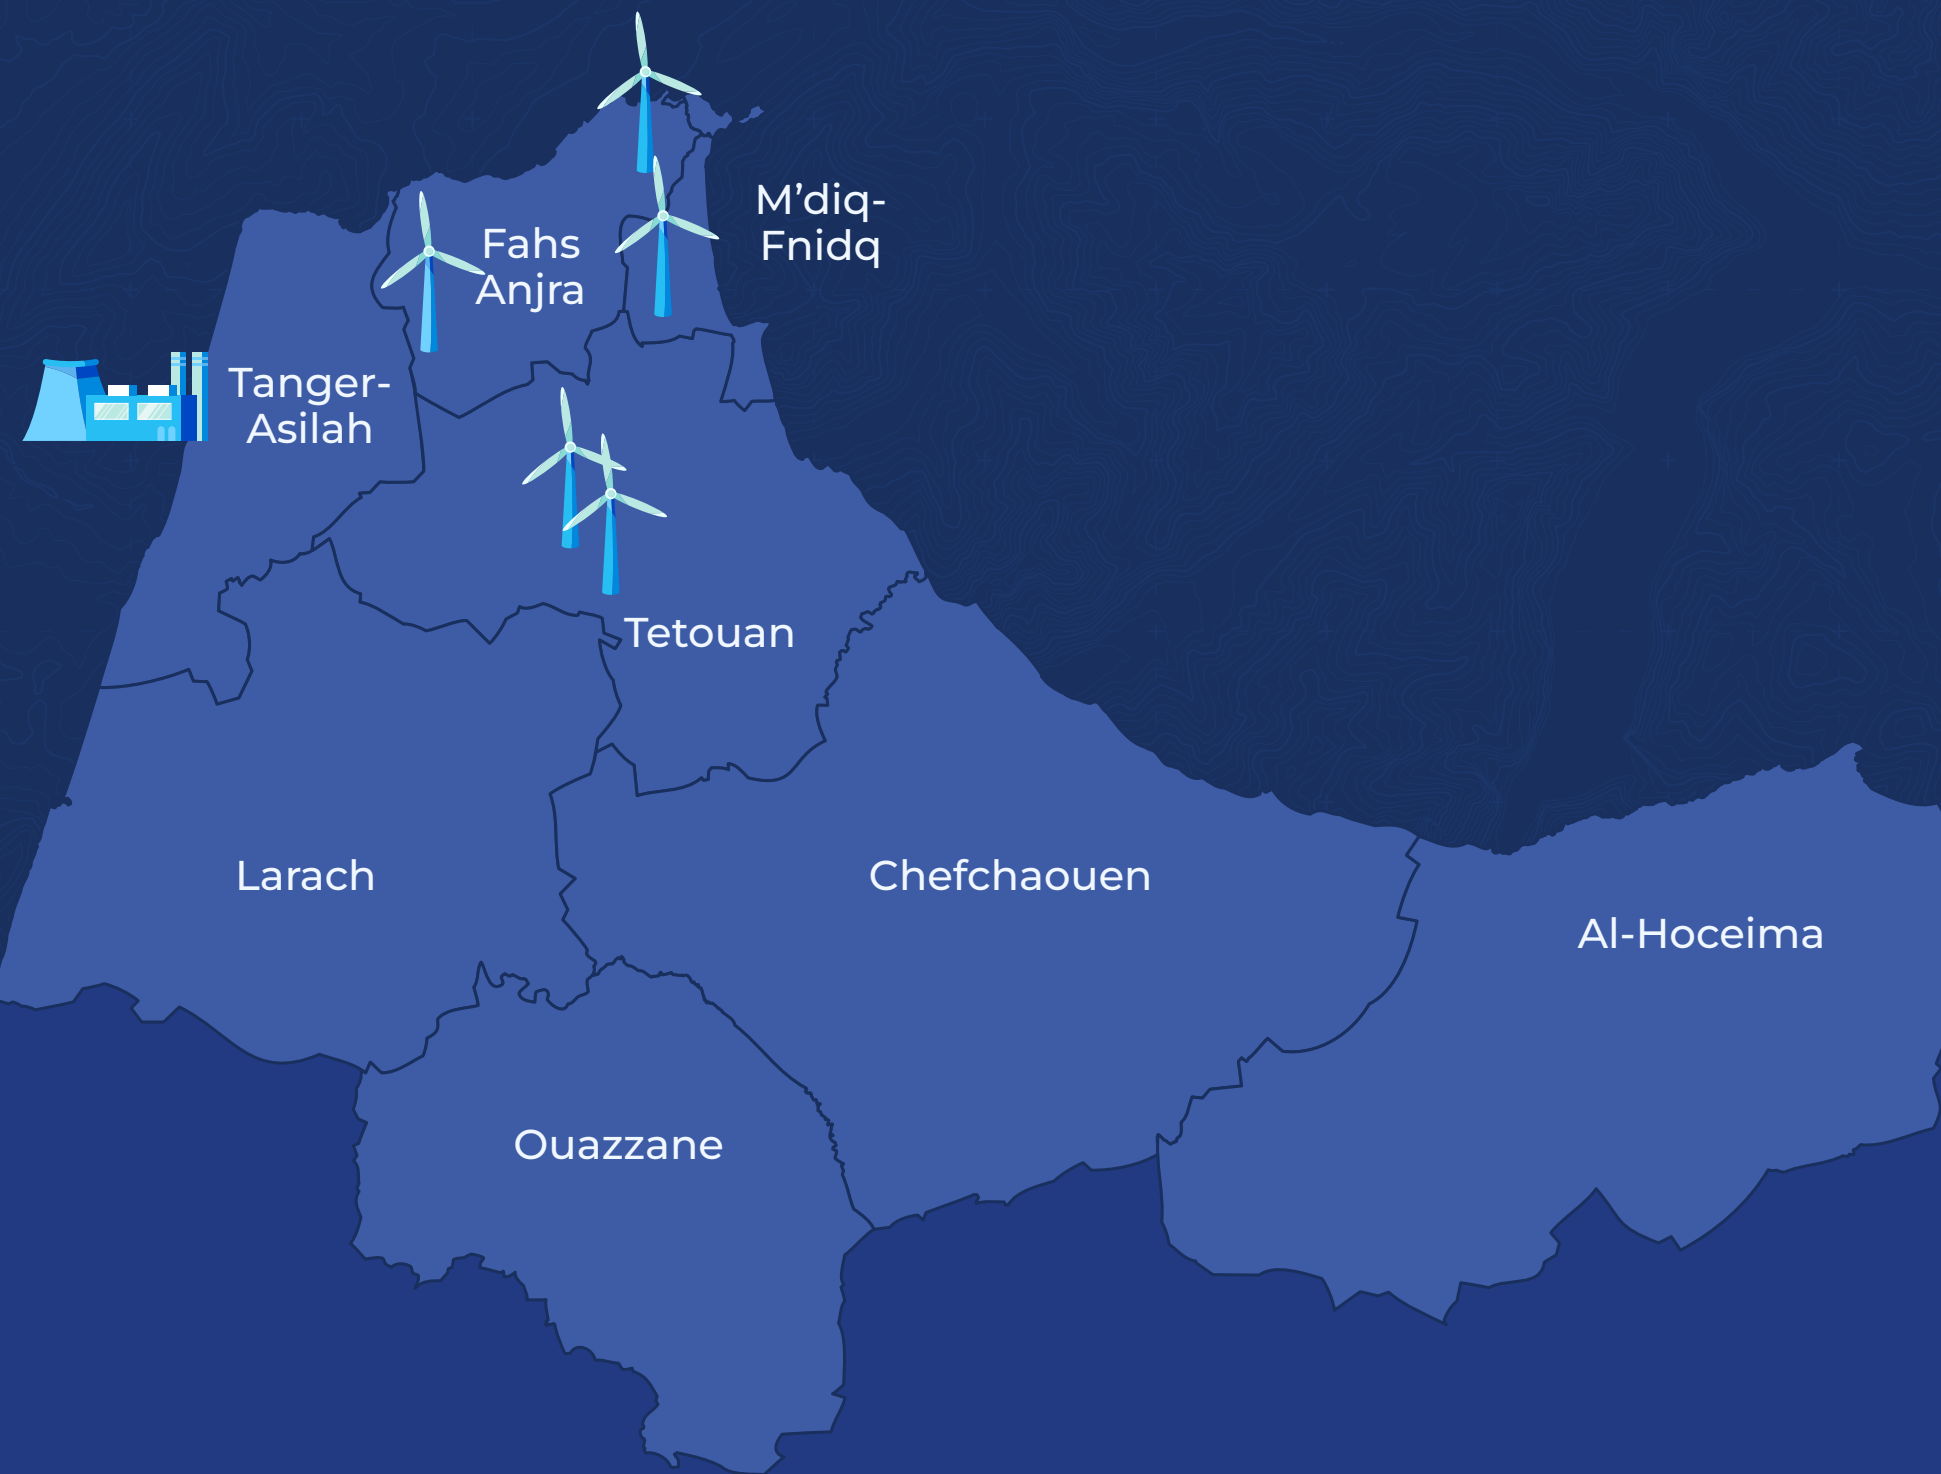 M’diq-
Fnidq
Fahs
Anjra
Tanger-
Asilah
Tetouan
Larach
Chefchaouen
Al-Hoceima
Ouazzane